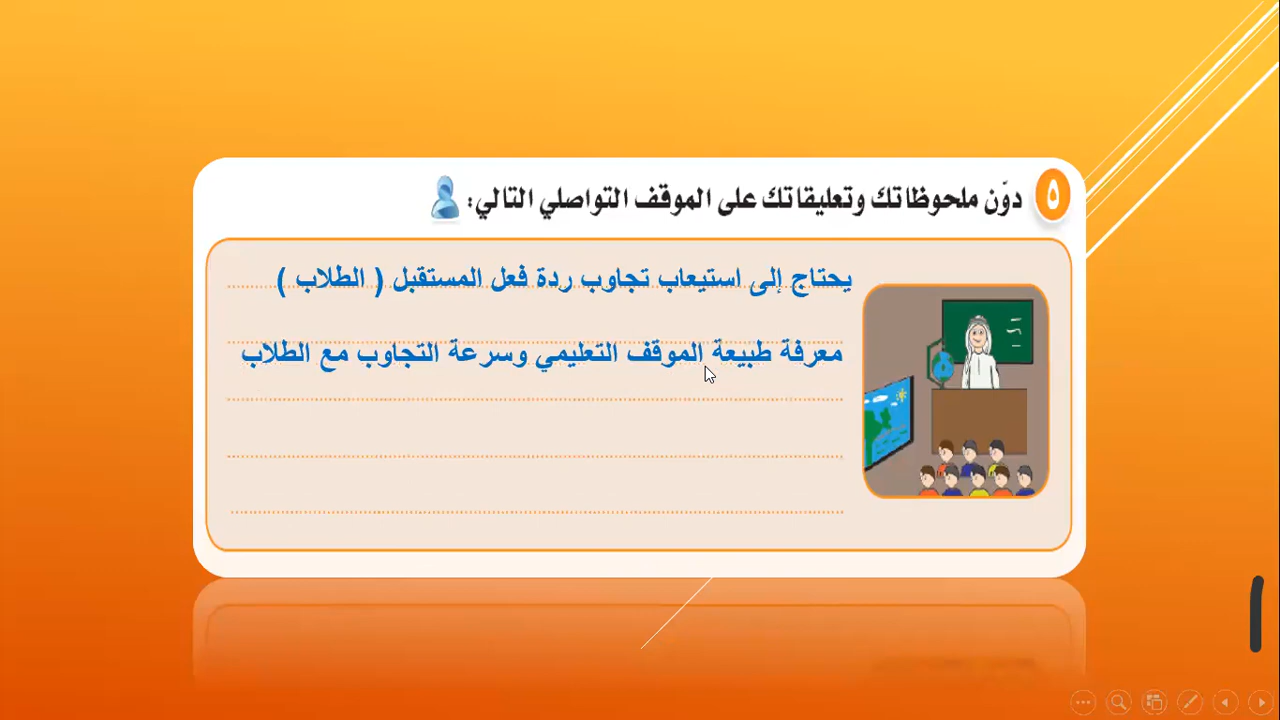 ٥ دوّن ملحوظاتك وتعليقاتك على الموقف التواصلي التالي:
يحتاج إلى استيعاب تجاوب ردة فعل المستقبل ( الطلاب )
معرفة طبيعة الموقف التعليمي وسرعة التجاوب مع الطلاب